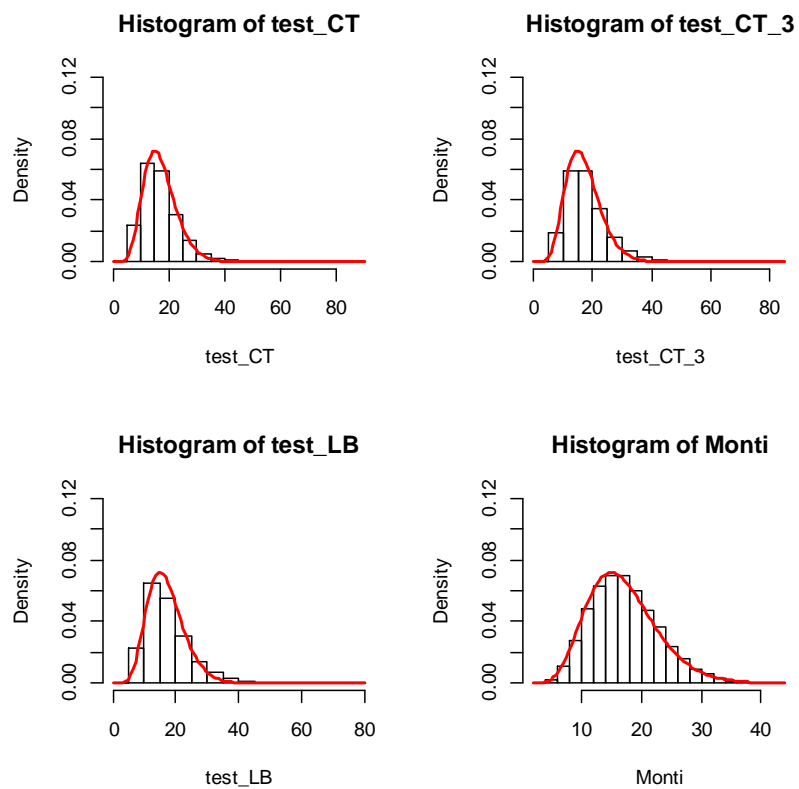 Histogram of test_CT
Density
0.00 0.04 0.08 0.12
0 20 40 60 80
test_CT
Histogram of test_CT_3
Density
0.00 0.04 0.08 0.12
0 20 40 60 80
test_CT_3
Histogram of test_LB
Density
0.00 0.04 0.08 0.12
0 20 40 60 80
test_LB
Histogram of Monti
Density
0.00 0.04 0.08 0.12
10 20 30 40
Monti